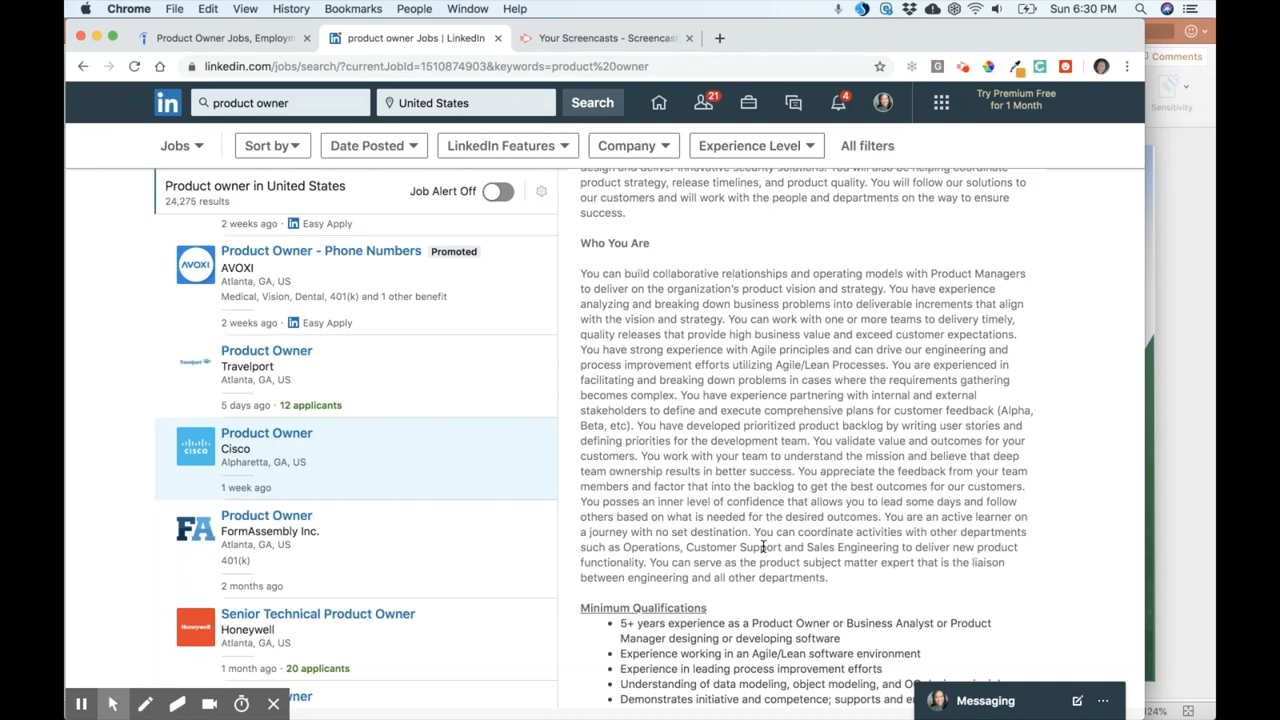 Chrome File Edit View History Bookmarks People Window Help Sun 6:30 PM
Product Owner Jobs, Employm product owner Jobs | LinkedIn Your Screencasts - Screencast
linkedin.com/jobs/search/?currentJobId=
Comments
product owner United States Search 21 4 Try Premium Free
for 1 Month
Sensitivity
Jobs Sort by Date Posted LinkedIn Features Company Experience Level All filters
Product owner in United States
24,275 results
Job Alert Off
2 weeks ago · Easy Apply
Product Owner - Phone Numbers Promoted
AVOXI
AVOXI
Atlanta, GA, US
Medical, Vision, Dental, 401(k) and 1 other benefit
2 weeks ago · Easy Apply
Product Owner
Travelport
Travelport
Atlanta, GA, US
5 days ago · 12 applicants
Product Owner
CISCO
Cisco
Alpharetta, GA, US
1 week ago
Product Owner
FA
FormAssembly Inc.
Atlanta, GA, US
401(k)
2 months ago
Senior Technical Product Owner
Honeywell
Honeywell
Atlanta, GA, US
1 month ago · 20 applicants
design and deliver innovative security solutions. You will also be helping coordinate
product strategy, release timelines, and product quality. You will follow our solutions to
our customers and will work with the people and departments on the way to ensure
success.
Who You Are
You can build collaborative relationships and operating models with Product Managers
to deliver on the organization's product vision and strategy. You have experience
analyzing and breaking down business problems into deliverable increments that align
with the vision and strategy. You can work with one or more teams to delivery timely,
quality releases that provide high business value and exceed customer expectations.
You have strong experience with Agile principles and can drive our engineering and
process improvement efforts utilizing Agile/Lean Processes. You are experienced in
facilitating and breaking down problems in cases where the requirements gathering
becomes complex. You have experience partnering with internal and external
stakeholders to define and execute comprehensive plans for customer feedback (Alpha,
Beta, etc). You have developed prioritized product backlog by writing user stories and
defining priorities for the development team. You validate value and outcomes for your
customers. You work with your team to understand the mission and believe that deep
team ownership results in better success. You appreciate the feedback from your team
members and factor that into the backlog to get the best outcomes for our customers.
You posses an inner level of confidence that allows you to lead some days and follow
others based on what is needed for the desired outcomes. You are an active learner on
a journey with no set destination. You can coordinate activities with other departments
such as Operations, Customer Support and Sales Engineering to deliver new product
functionality. You can serve as the product subject matter expert that is the liaison
between engineering and all other departments.
Minimum Qualifications
• 5+ years experience as a Product Owner or Business Analyst or Product
Manager designing or developing software
• Experience working in an Agile/Lean software environment
• Experience in leading process improvement efforts
• Understanding of data modeling, object modeling, and
• Demonstrates initiative and competence; supports and
Messaging
124%